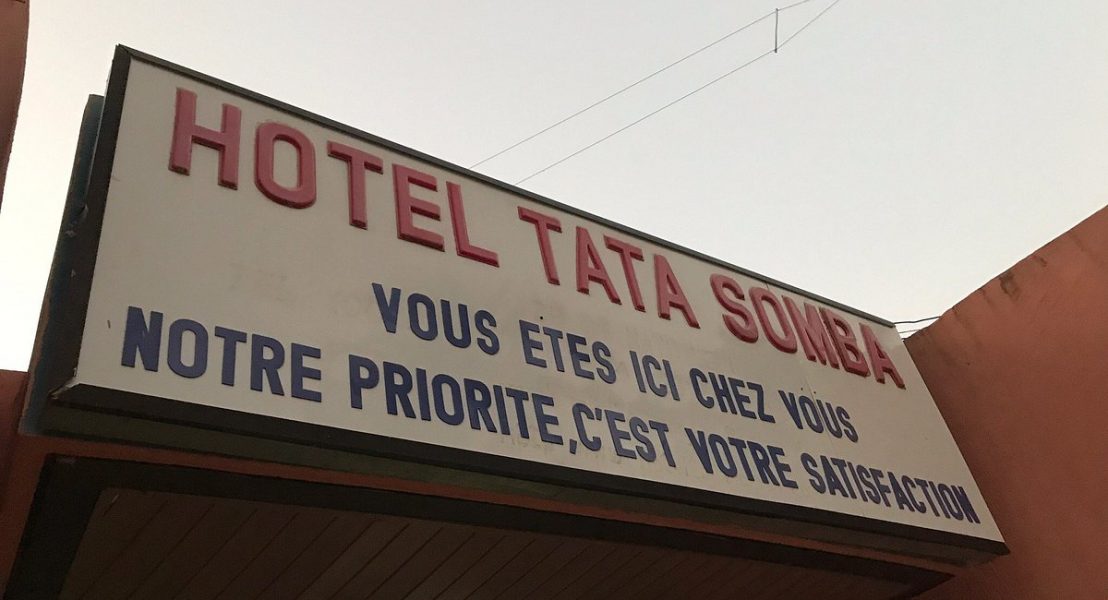 HOTEL TATA SOMBA
VOUS ETES ICI CHEZ VOUS
NOTRE PRIORITE,C'EST VOTRE SATISFACTION